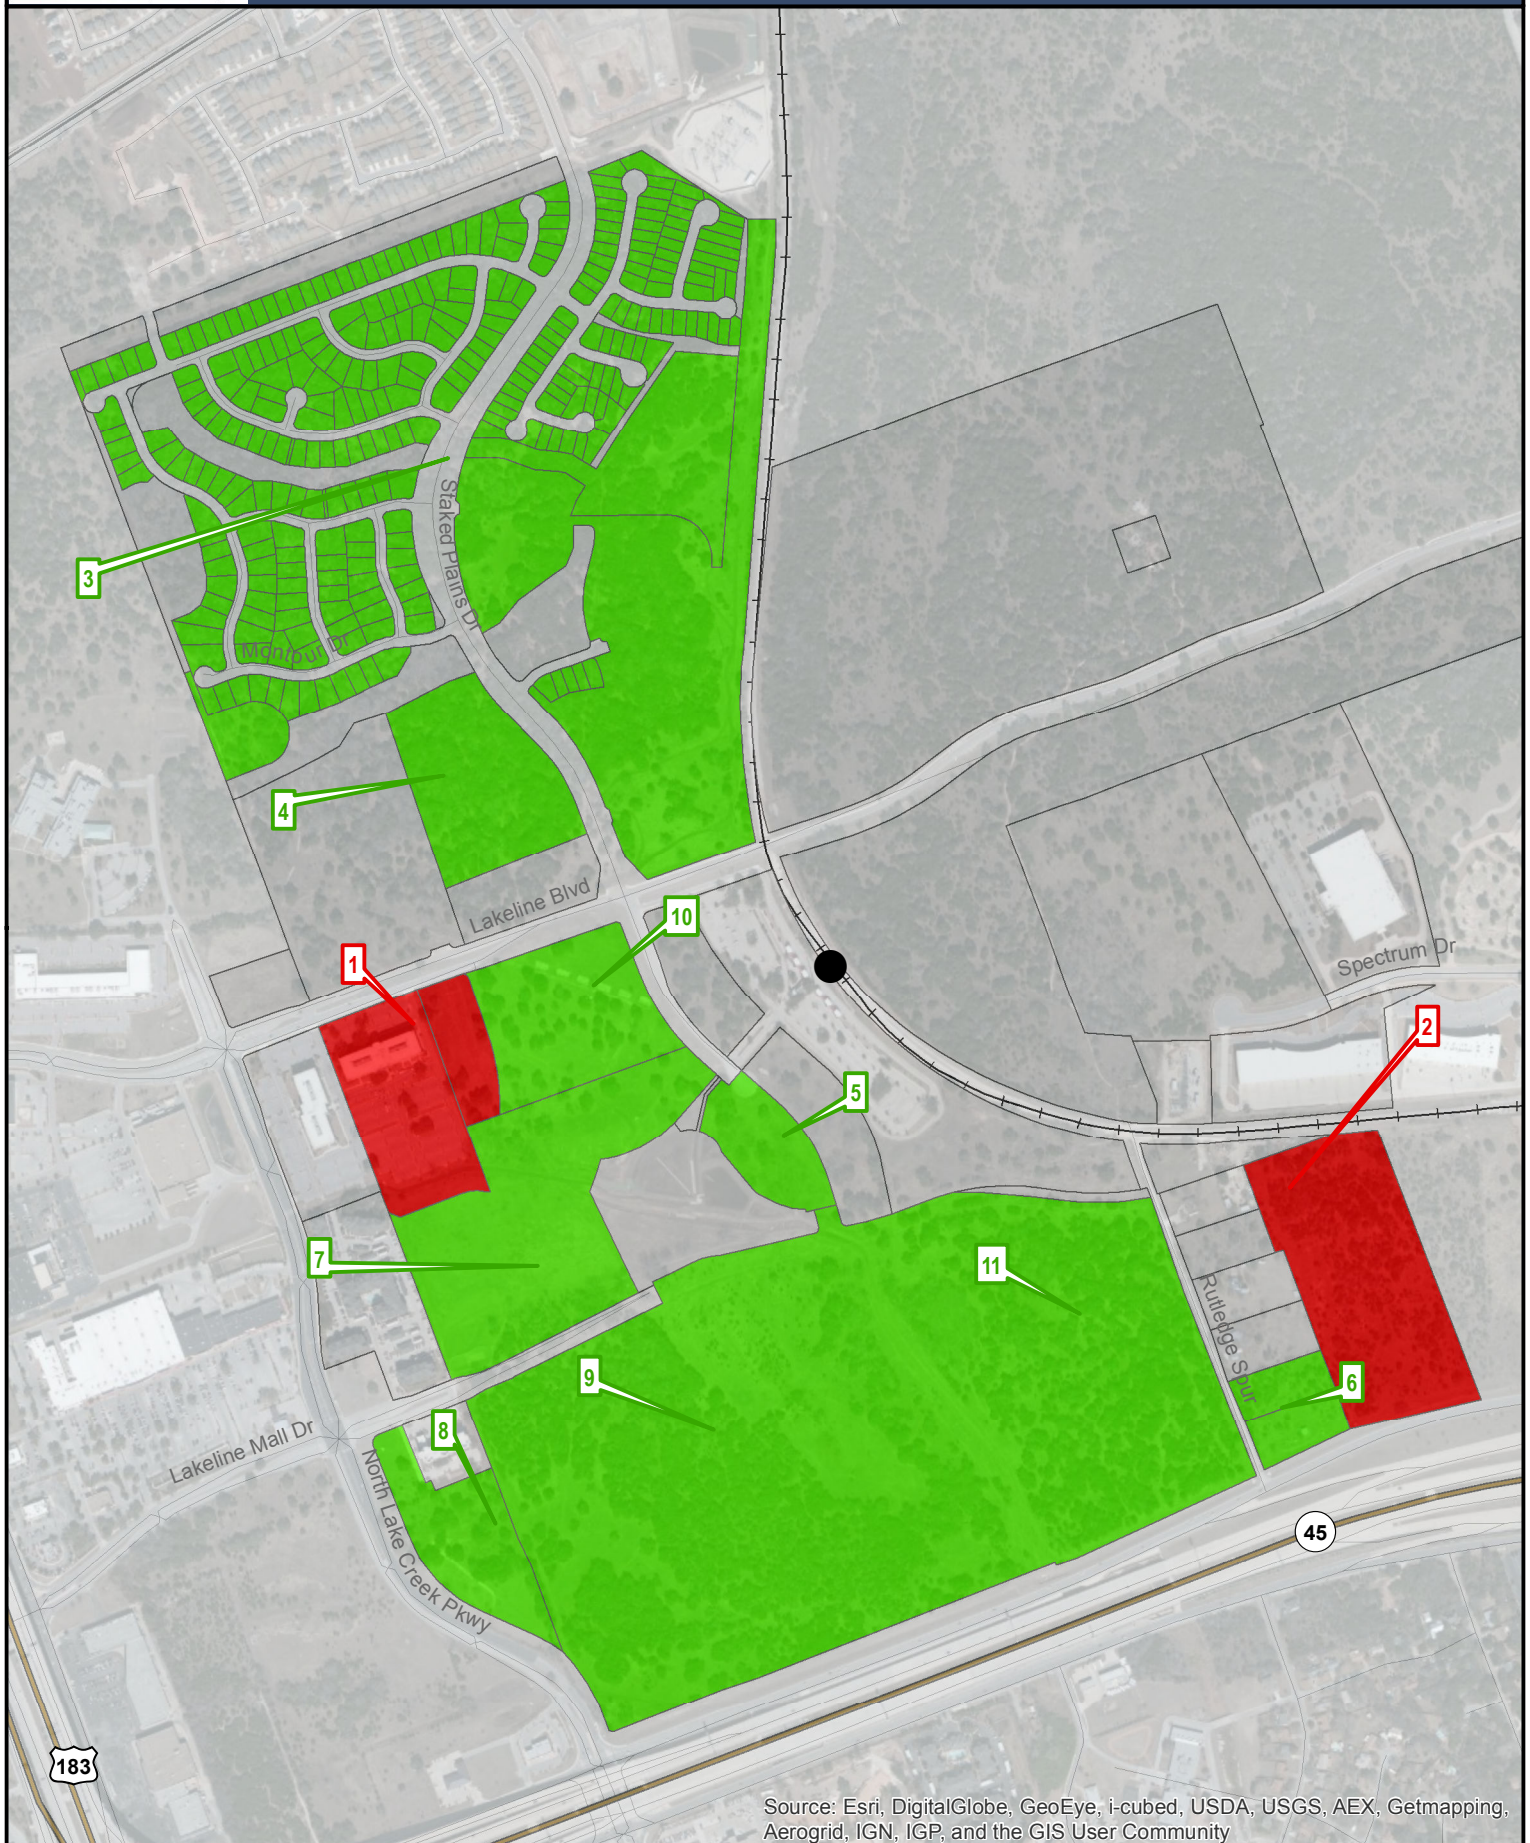 Staked Plains Dr
3
Montour Dr
4
Lakeline Blvd
10
1
Spectrum Dr
2
5
7
11
Rutledge Spur
9
6
8
Lakeline Mall Dr
North Lake Creek Pkwy
45
183
Source: Esri, DigitalGlobe, GeoEye, i-cubed, USDA, USGS, AEX, Getmapping,
Aerogrid, IGN, IGP, and the GIS User Community